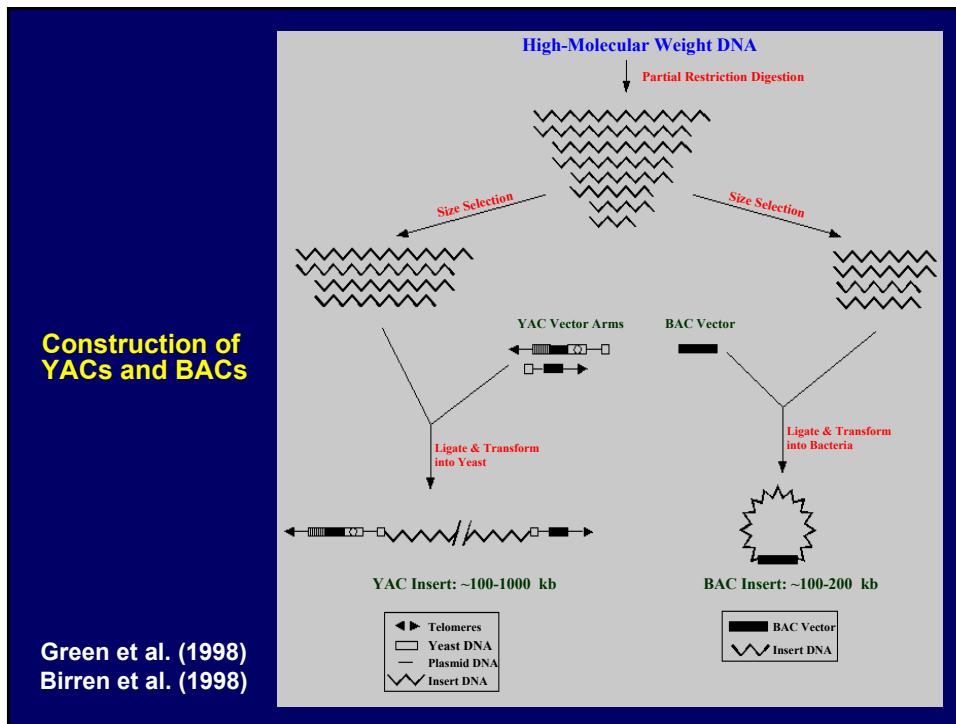 High-Molecular Weight DNA
Partial Restriction Digestion
Size Selection
Size Selection
Construction of
YACs and BACs
YAC Vector Arms
BAC Vector
Ligate & Transform
into Yeast
Ligate & Transform
into Bacteria
YAC Insert: ~100-1000 kb
BAC Insert: ~100-200 kb
Telomeres
Yeast DNA
Plasmid DNA
Insert DNA
BAC Vector
Insert DNA
Green et al. (1998)
Birren et al. (1998)